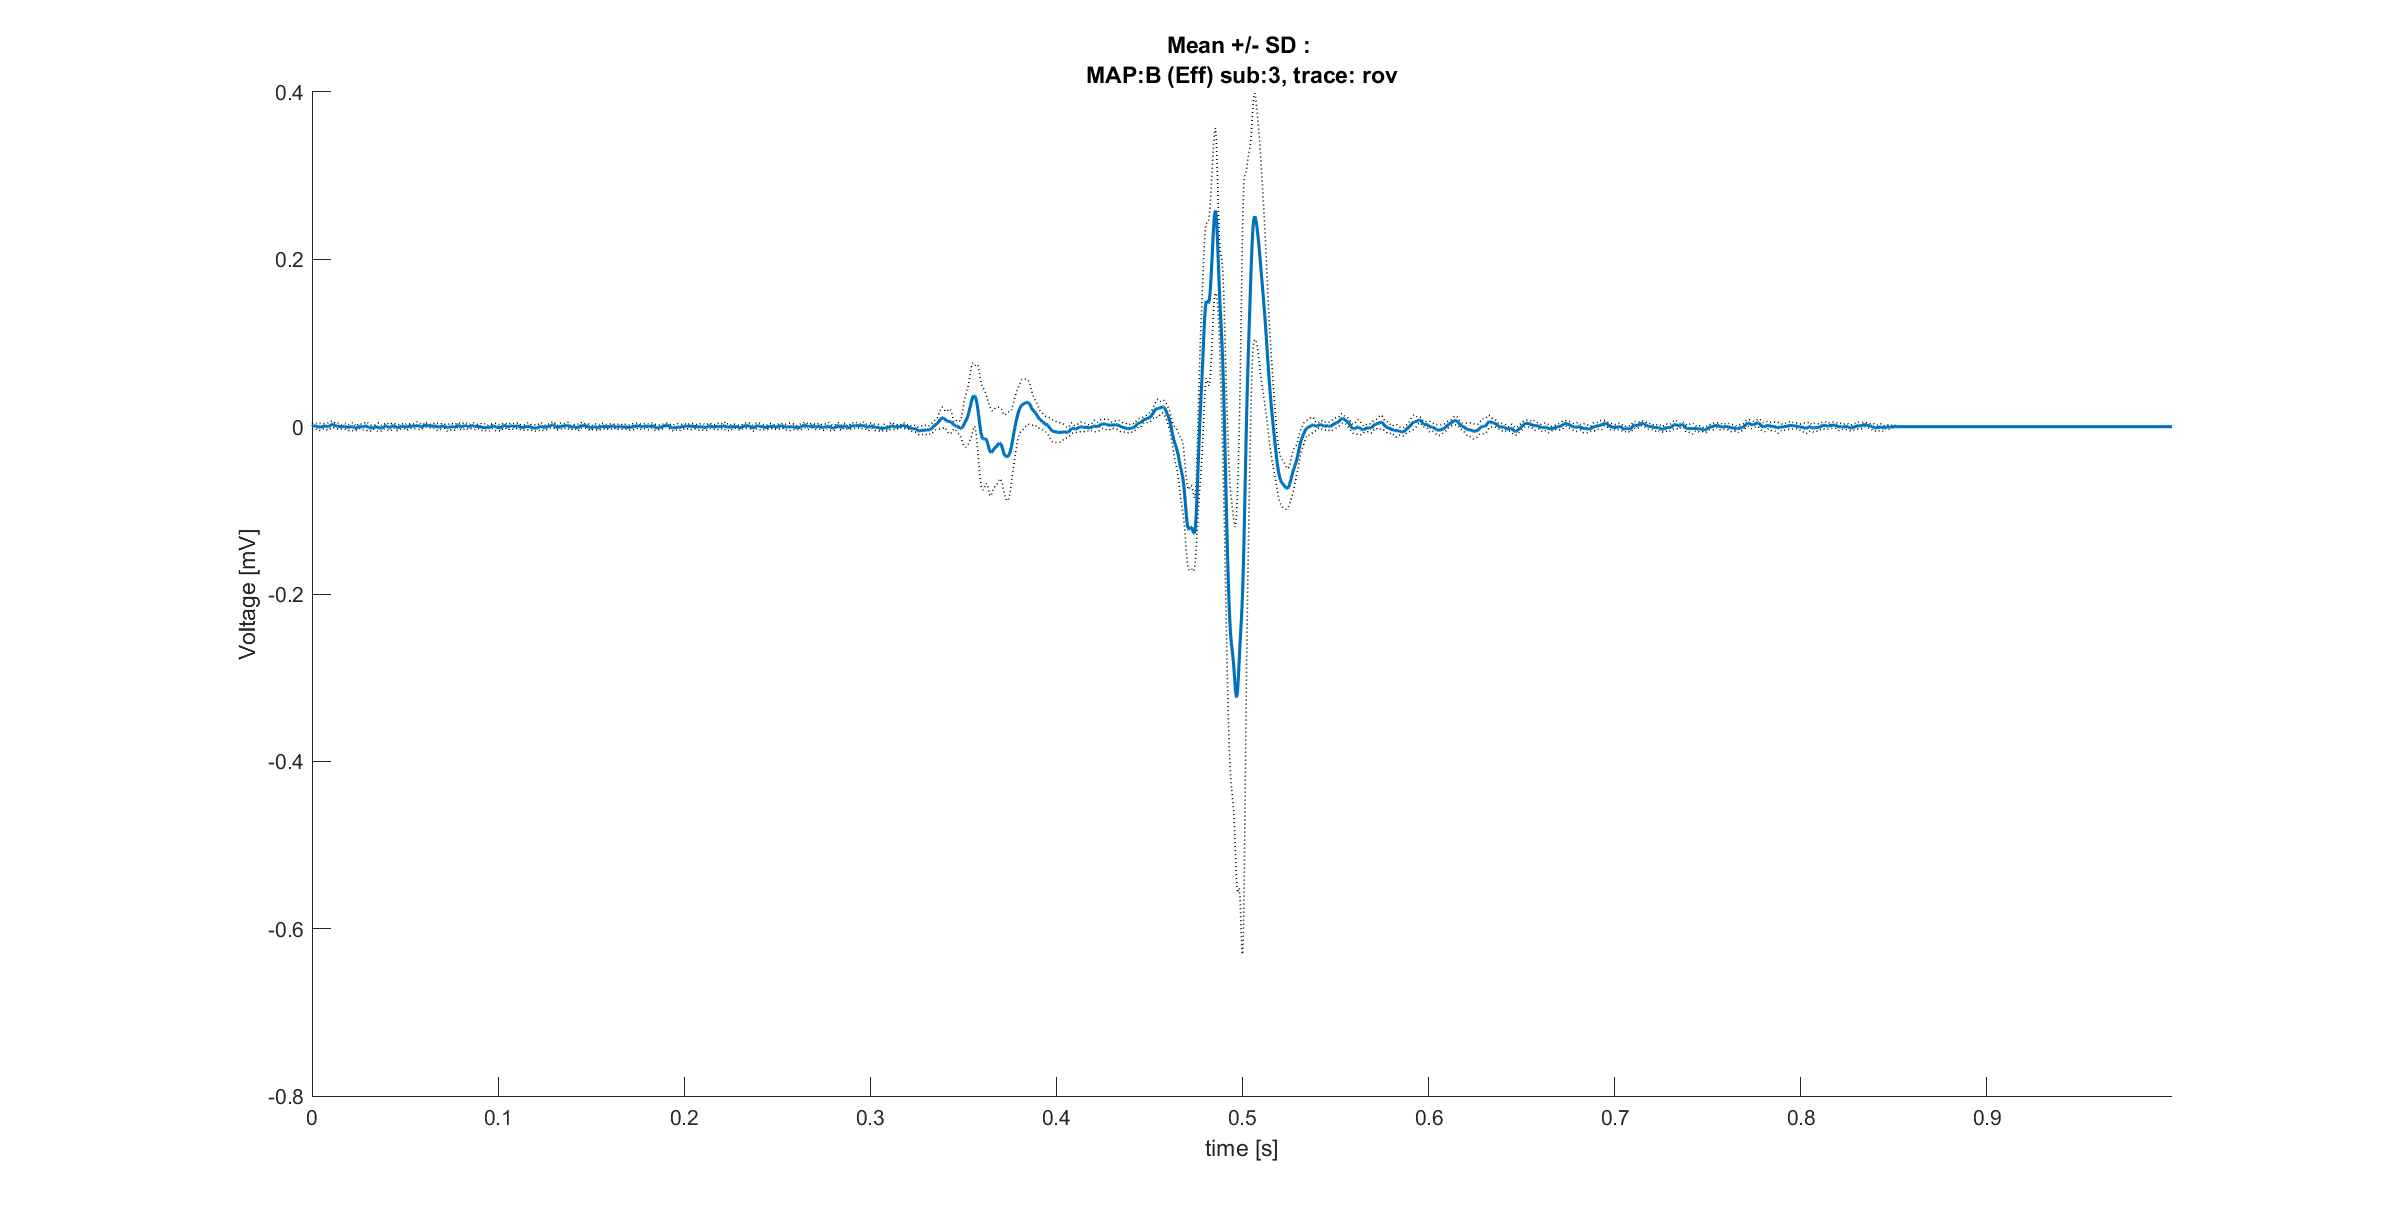 Mean +/- SD :
MAP:B (Eff) sub:3, trace: rov
0.4
0.2
0
-0.2
-0.4
-0.6
-0.8
Voltage [mV]
0 0.1 0.2 0.3 0.4 0.5 0.6 0.7 0.8 0.9
time [s]